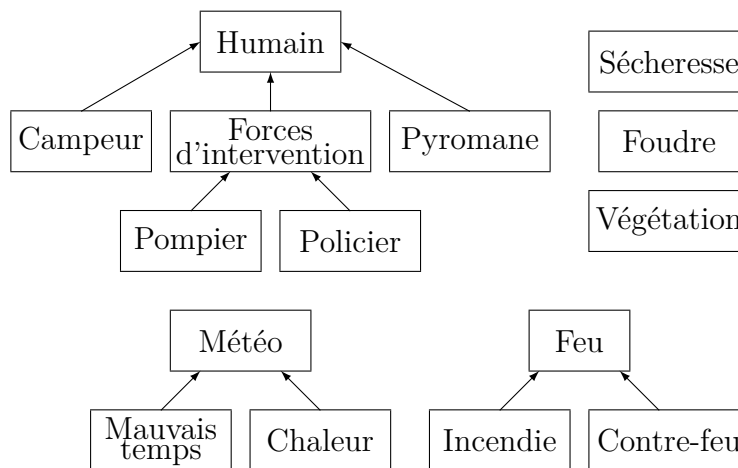 Humain
Sécheresse
Campeur
Forces
d'intervention
Pyromane
Foudre
Végétation
Pompier
Policier
Météo
Feu
Mauvais
temps
Chaleur
Incendie
Contre-feu